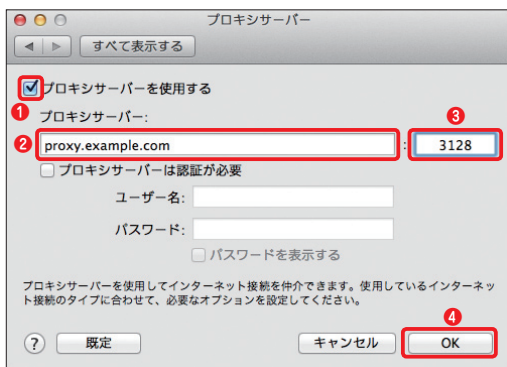 プロキシサーバー
すべて表示する
プロキシサーバーを使用する
❶ プロキシサーバー: ❸
❷ proxy.example.com : 3128
プロキシサーバーは認証が必要
ユーザー名:
パスワード:
パスワードを表示する
プロキシサーバーを使用してインターネット接続を仲介できます。使用しているインターネッ
ト接続のタイプに合わせて、必要なオプションを設定してください。
❹
? 既定 キャンセル OK